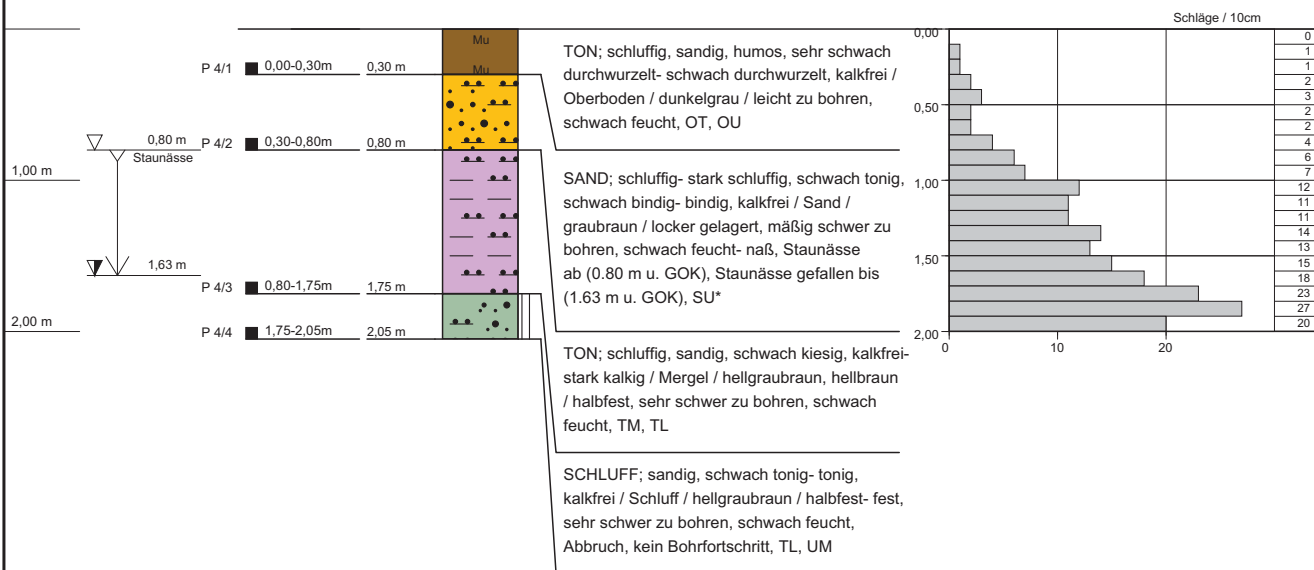 Schläge / 10cm
Mu
Mu
P 4/1 0,00-0,30m 0,30 m
0,80 m
Staunässe
P 4/2 0,30-0,80m 0,80 m
1,00 m
1,63 m
P 4/3 0,80-1,75m 1,75 m
2,00 m
P 4/4 1,75-2,05m 2,05 m
TON; schluffig, sandig, humos, sehr schwach
durchwurzelt- schwach durchwurzelt, kalkfrei /
Oberboden / dunkelgrau / leicht zu bohren,
schwach feucht, OT, OU
SAND; schluffig- stark schluffig, schwach tonig,
schwach bindig- bindig, kalkfrei / Sand /
graubraun / locker gelagert, mäßig schwer zu
bohren, schwach feucht- naß, Staunässe
ab (0.80 m u. GOK), Staunässe gefallen bis
(1.63 m u. GOK), SU*
TON; schluffig, sandig, schwach kiesig, kalkfrei-
stark kalkig / Mergel / hellgraubraun, hellbraun
/ halbfest, sehr schwer zu bohren, schwach
feucht, TM, TL
SCHLUFF; sandig, schwach tonig- tonig,
kalkfrei / Schluff / hellgraubraun / halbfest- fest,
sehr schwer zu bohren, schwach feucht,
Abbruch, kein Bohrfortschritt, TL, UM
0,00
0,50
1,00
1,50
2,00
0 10 20
0
1
1
2
3
2
2
4
6
7
12
11
11
14
13
15
18
23
27
20